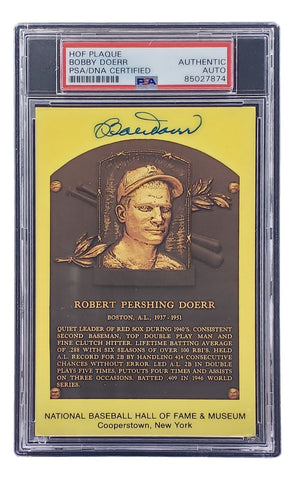 HOF PLAQUE
BOBBY DOERR
PSA/DNA CERTIFIED
AUTHENTIC
AUTO
85027874
PSA
Bob Doerr
ROBERT PERSHING DOERR
BOSTON, A.L., 1937 - 1951
QUIET LEADER OF RED SOX DURING 1940'S. CONSISTENT
SECOND BASEMAN, TOP DOUBLE PLAY MAN AND
FINE CLUTCH HITTER. LIFETIME BATTING AVERAGE
OF .288 WITH SIX SEASONS OF OVER 100 RBI'S. HELD
A.L. RECORD FOR 2B BY HANDLING 414 CONSECUTIVE
CHANCES WITHOUT ERROR. LED A.L. 2B IN DOUBLE
PLAYS FIVE TIMES, PUTOUTS FOUR TIMES AND ASSISTS
ON THREE OCCASIONS. BATTED .409 IN 1946 WORLD
SERIES.
NATIONAL BASEBALL HALL OF FAME & MUSEUM
Cooperstown, New York